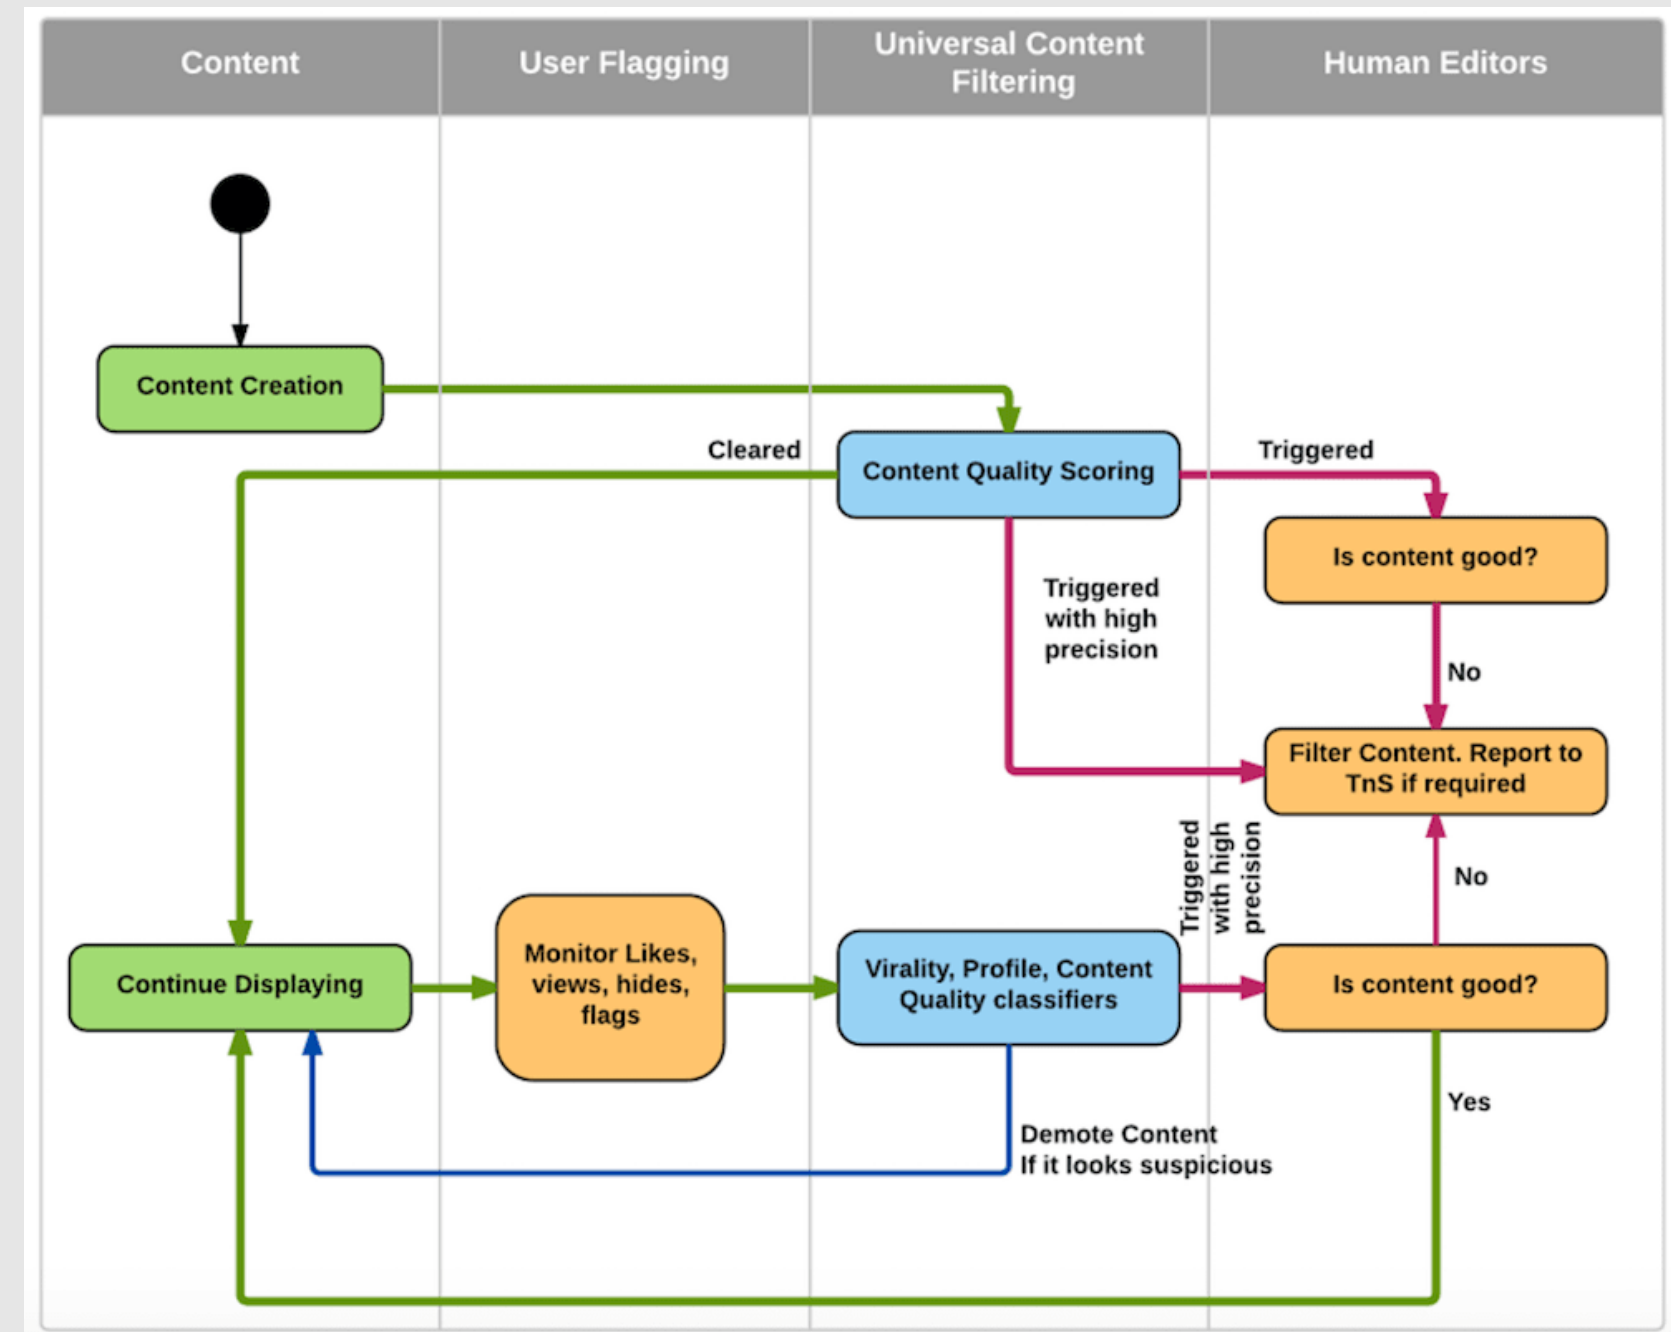 Content
User Flagging
Universal Content
Filtering
Human Editors
Content Creation
Cleared
Content Quality Scoring
Triggered
Is content good?
Triggered
with high
precision
No
Filter Content. Report to
TnS if required
Triggered
with high
precision
No
Continue Displaying
Monitor Likes,
views, hides,
flags
Virality, Profile, Content
Quality classifiers
Is content good?
Yes
Demote Content
If it looks suspicious